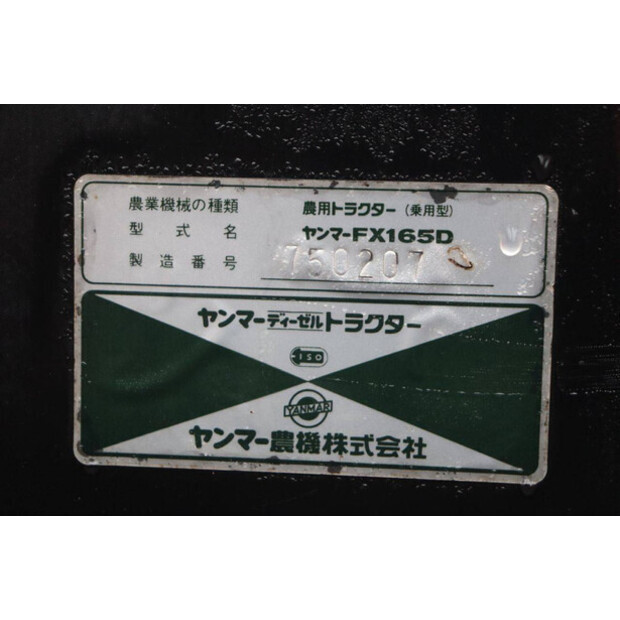 農業機械の種類 農用トラクター（乗用型）
型式名 ヤンマーFX165D
製造番号 750207
ヤンマーディーゼルトラクター
ISO
YANMAR
ヤンマー農機株式会社